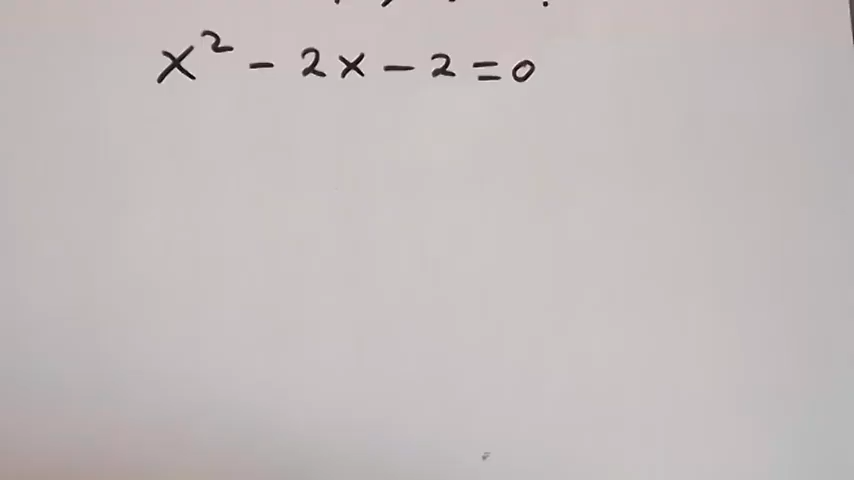 x² - 2x - 2 = 0